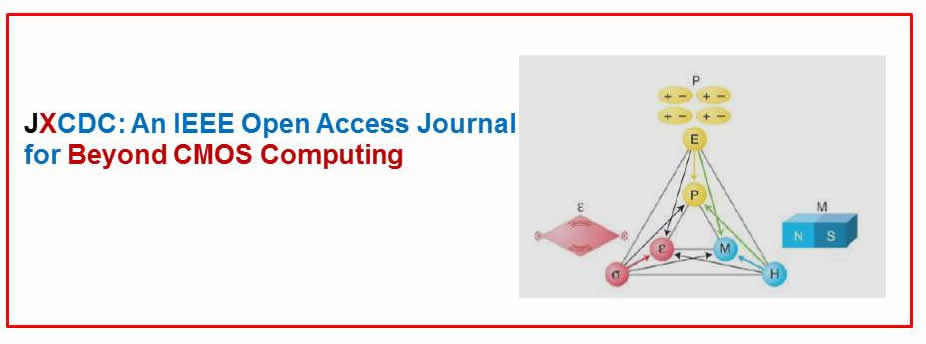 JXCDC: An IEEE Open Access Journal
for Beyond CMOS Computing
P
+ − + −
+ − + −
E
P
ε
M
ε M
N S
σ H